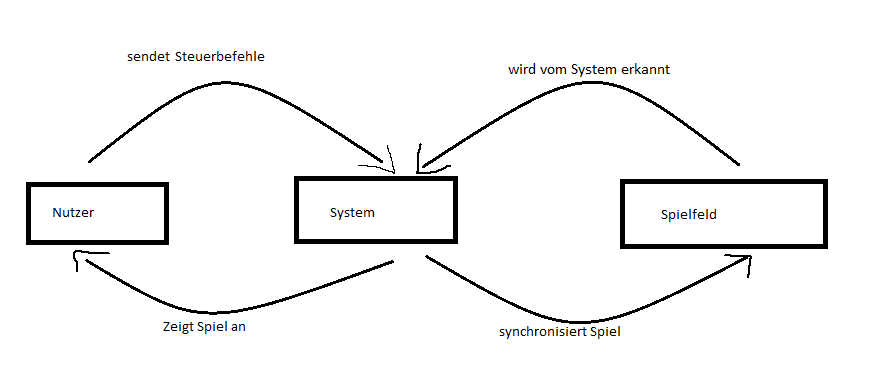 sendet Steuerbefehle
wird vom System erkannt
Nutzer
System
Spielfeld
Zeigt Spiel an
synchronisiert Spiel